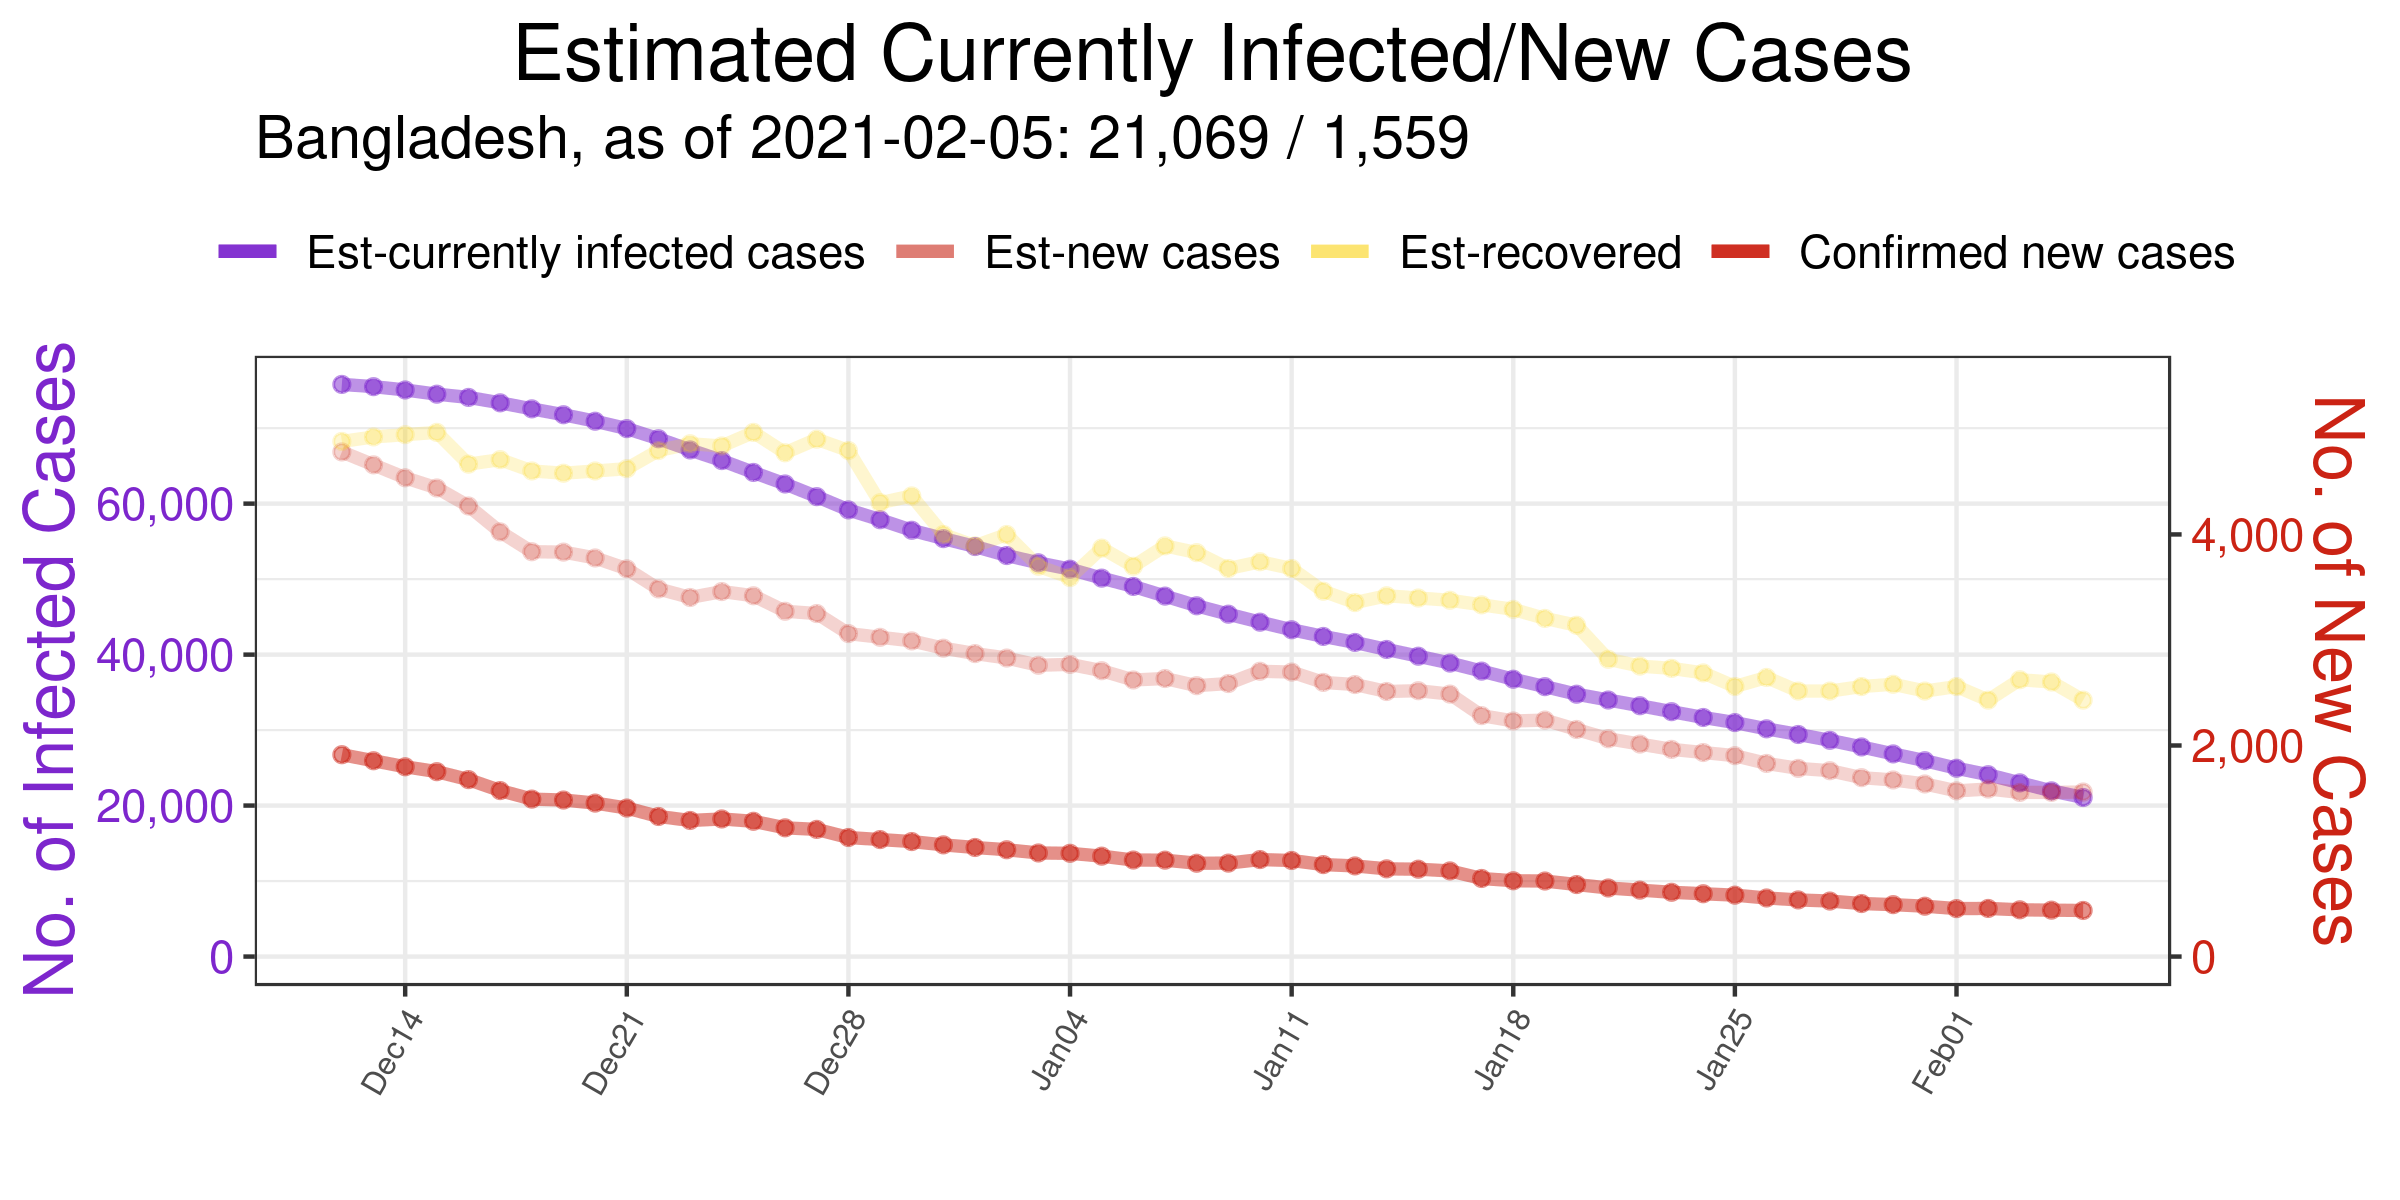 Estimated Currently Infected/New Cases
Bangladesh, as of 2021-02-05: 21,069 / 1,559
Est-currently infected cases Est-new cases Est-recovered Confirmed new cases
No. of Infected Cases
60,000
40,000
20,000
0
4,000
2,000
0
No. of New Cases
Dec14 Dec21 Dec28 Jan04 Jan11 Jan18 Jan25 Feb01